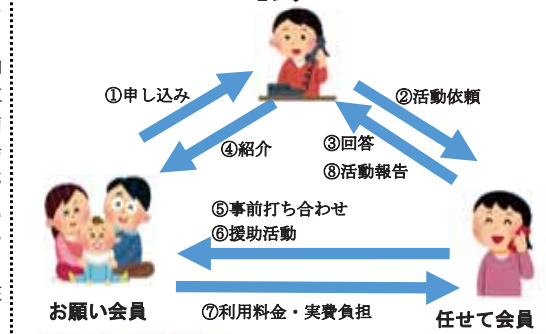 ①申し込み
②活動依頼
④紹介
③回答
⑧活動報告
⑤事前打ち合わせ
⑥援助活動
お願い会員
⑦利用料金・実費負担
任せて会員